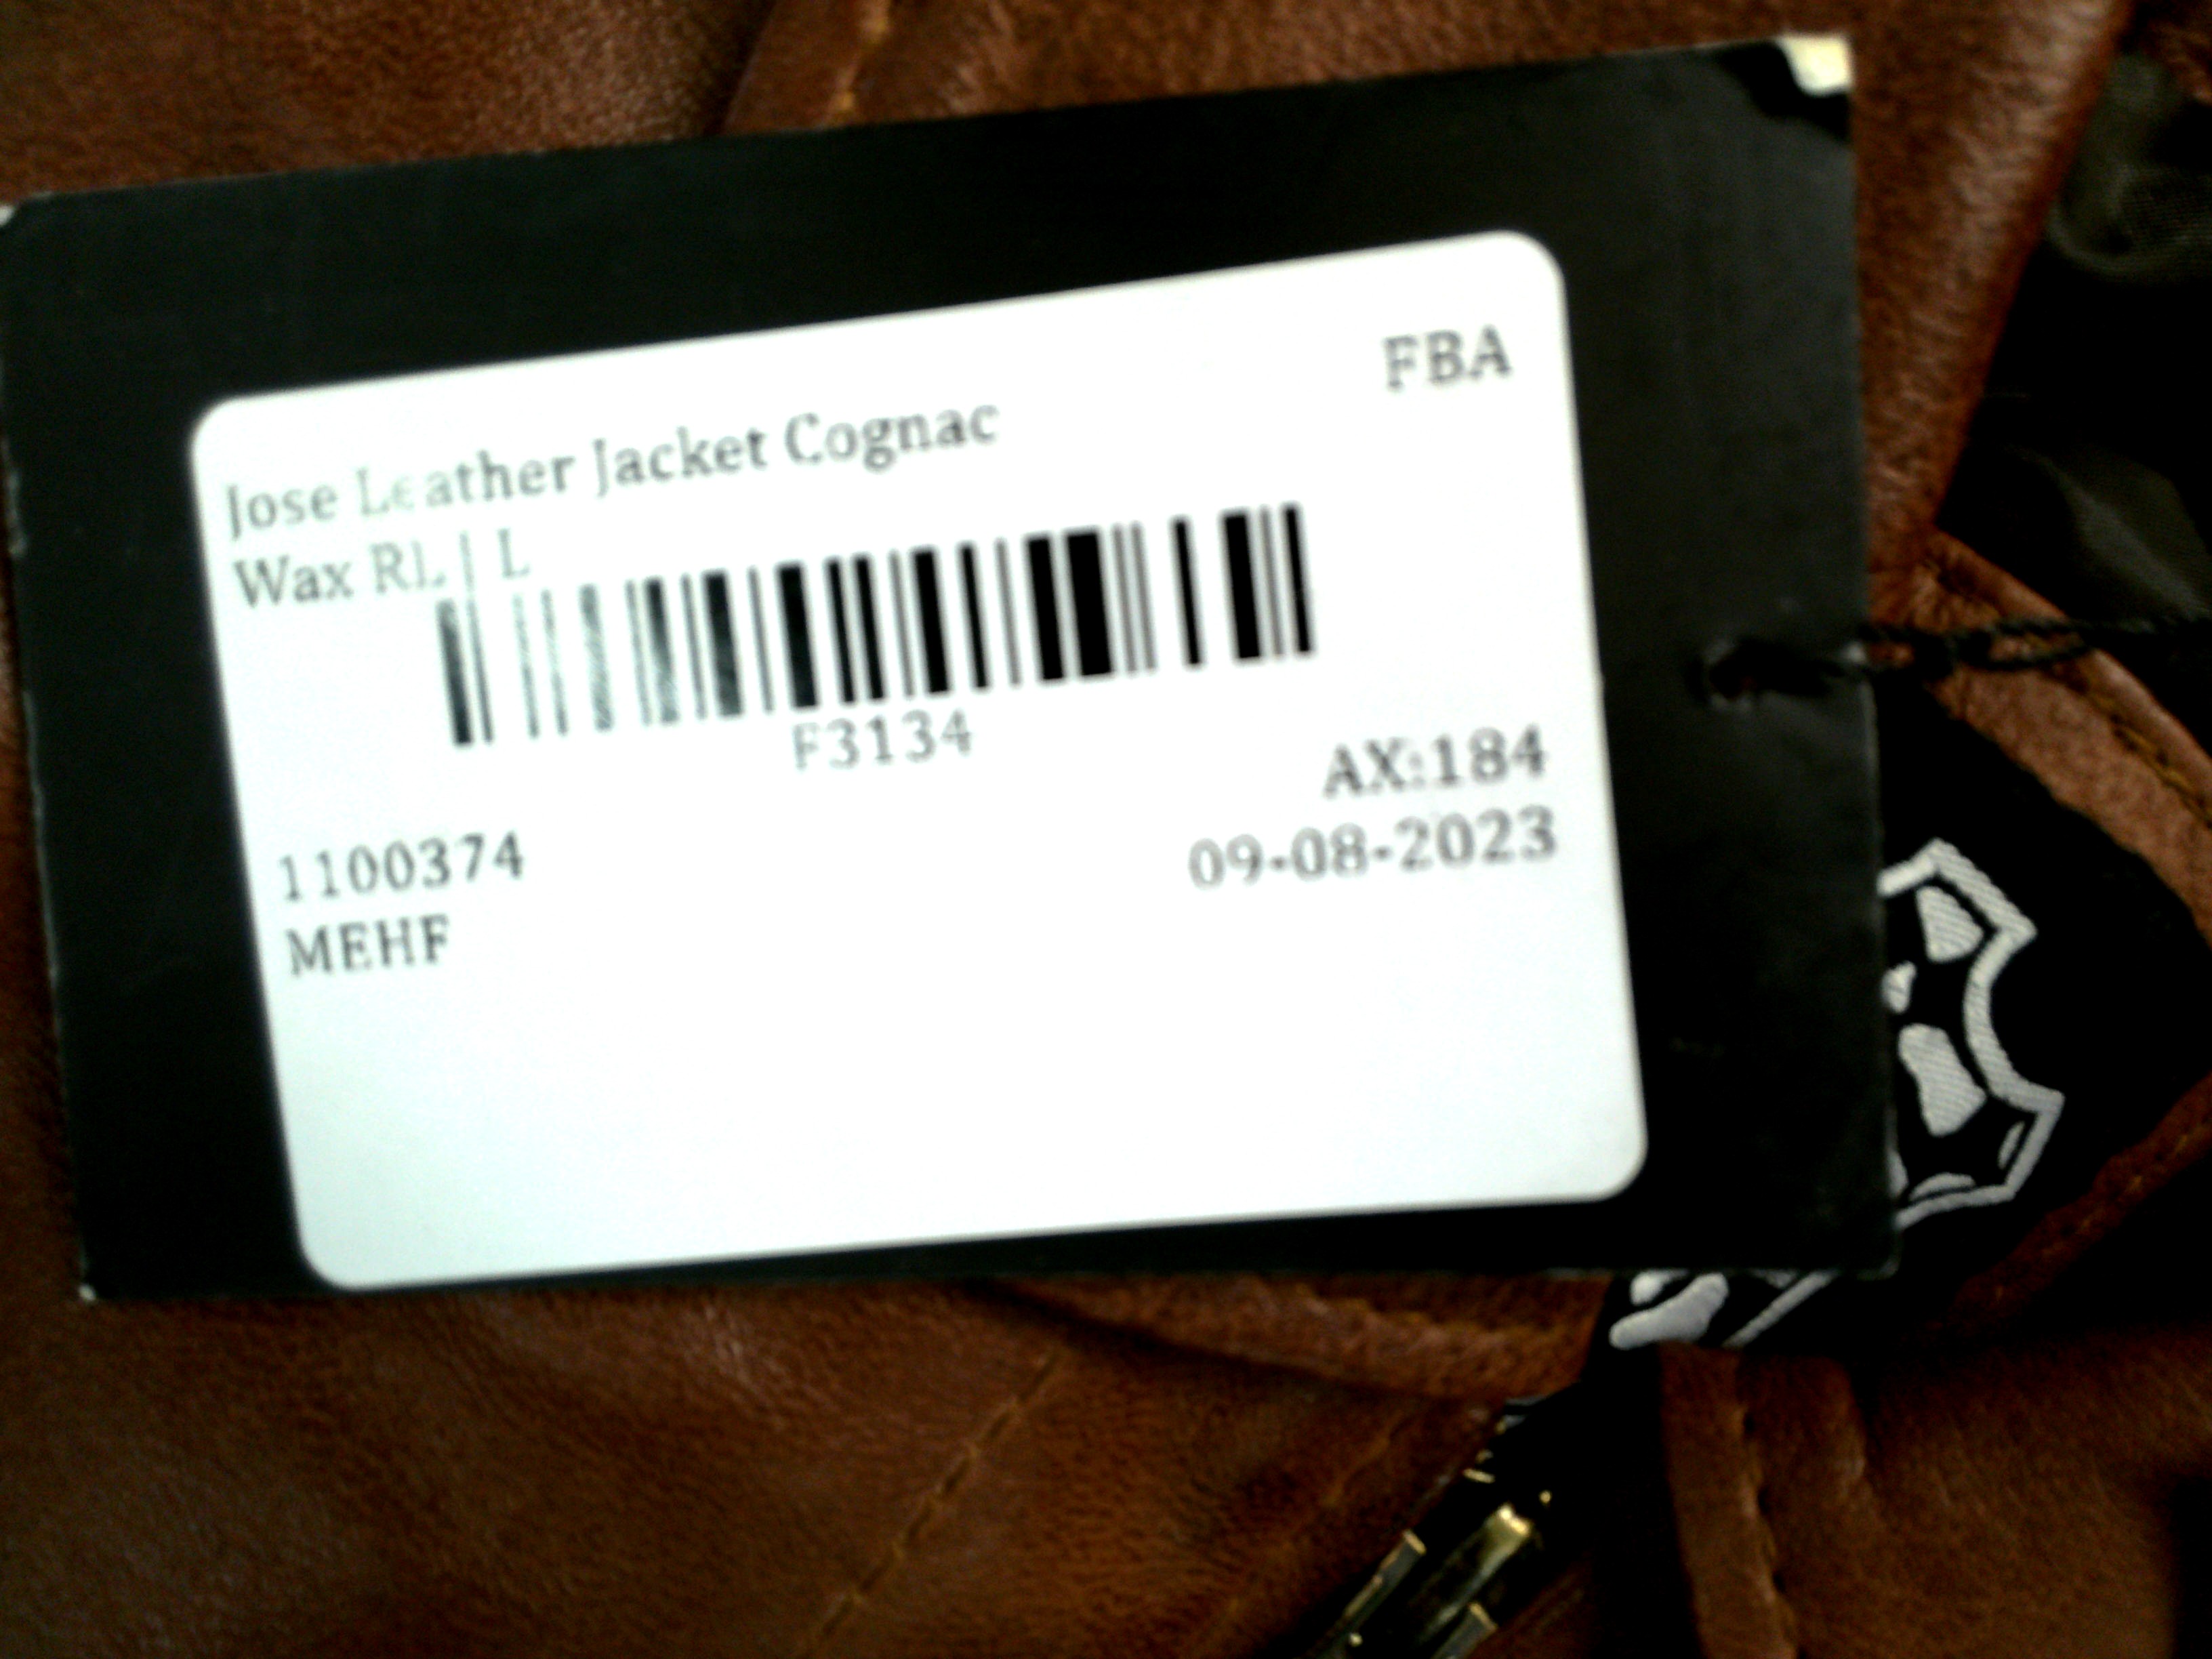 FBA
Jose Leather Jacket Cognac
Wax RL | L
F3134
AX:184
1100374
09-08-2023
MEHF